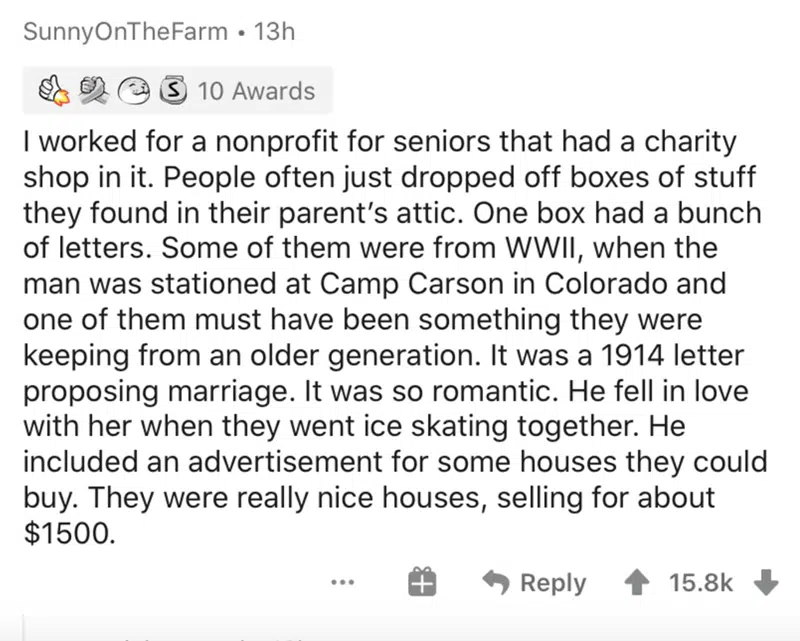 SunnyOnTheFarm • 13h
S 10 Awards
I worked for a nonprofit for seniors that had a charity
shop in it. People often just dropped off boxes of stuff
they found in their parent’s attic. One box had a bunch
of letters. Some of them were from WWII, when the
man was stationed at Camp Carson in Colorado and
one of them must have been something they were
keeping from an older generation. It was a 1914 letter
proposing marriage. It was so romantic. He fell in love
with her when they went ice skating together. He
included an advertisement for some houses they could
buy. They were really nice houses, selling for about
$1500.
... Reply 15.8k